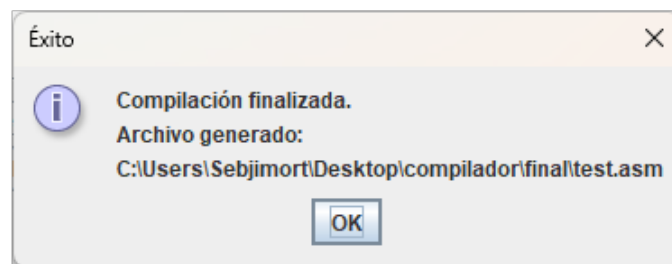 Éxito
Compilación finalizada.
Archivo generado:
C:\Users\Sebjimort\Desktop\compilador\final\test.asm
OK